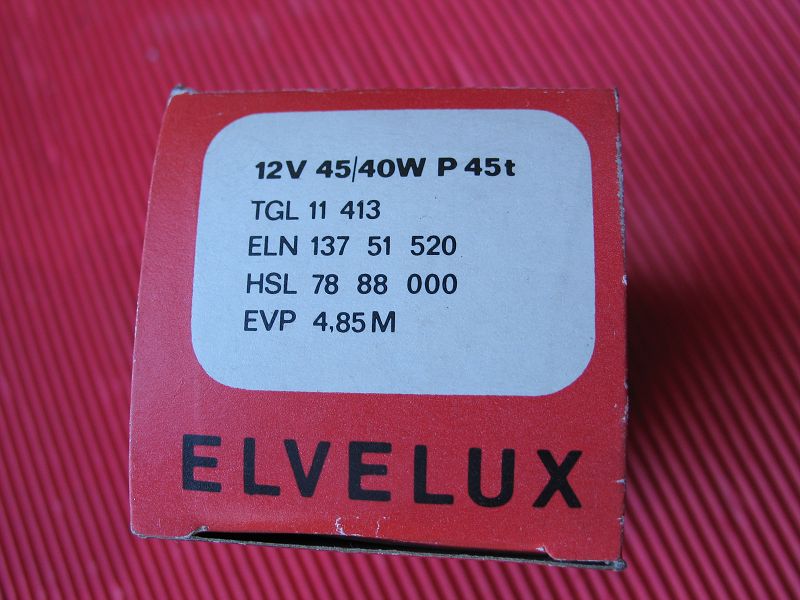 12V 45/40W P 45t
TGL 11 413
ELN 137 51 520
HSL 78 88 000
EVP 4,85 M
ELVELUX